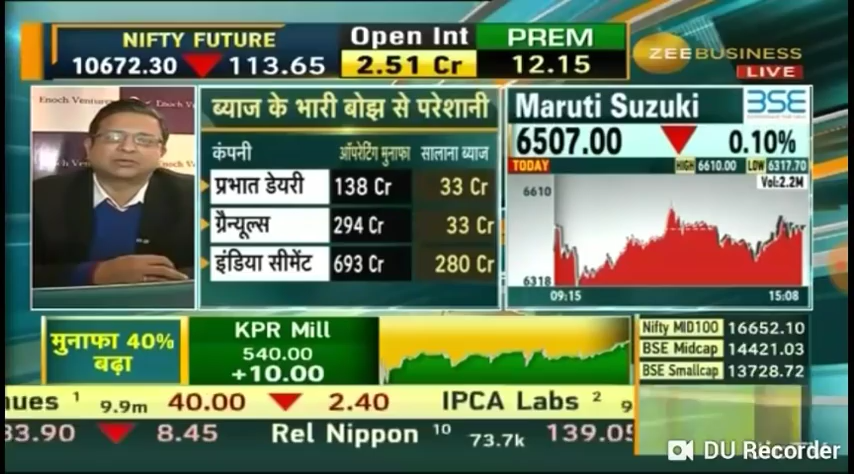 NIFTY FUTURE
10672.30 113.65
Open Int
2.51 Cr
PREM
12.15
ZEEBUSINESS
LIVE
Enoch Venture
Enoch V
ब्याज के भारी बोझ से परेशानी
कंपनी ऑपरेटिंग मुनाफा सालाना ब्याज
प्रभात डेयरी 138 Cr 33 Cr
ग्रैन्यूल्स 294 Cr 33 Cr
इंडिया सीमेंट 693 Cr 280 Cr
Maruti Suzuki
BSE
6507.00 0.10%
TODAY HIGH 6610.00 LOW 6317.70
Vol:2.2M
6610
6318
09:15 15:08
मुनाफा 40%
बढ़ा
KPR Mill
540.00
+10.00
Nifty MID100 16652.10
BSE Midcap 14421.03
BSE Smallcap 13728.72
nues 1 9.9m 40.00 2.40 IPCA Labs 2 9
33.90 8.45 Rel Nippon 10 73.7k 139.05
DU Recorder